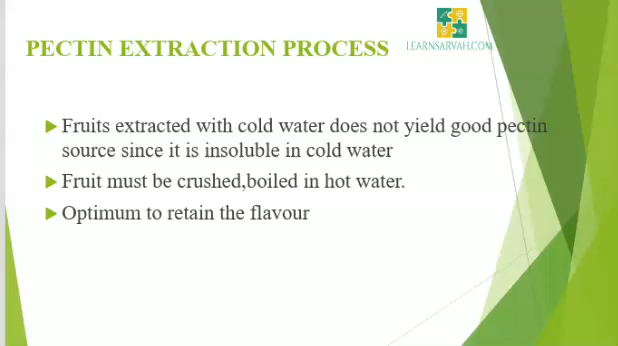 PECTIN EXTRACTION PROCESS
LEARNSARVAH.COM
Fruits extracted with cold water does not yield good pectin
source since it is insoluble in cold water
Fruit must be crushed,boiled in hot water.
Optimum to retain the flavour